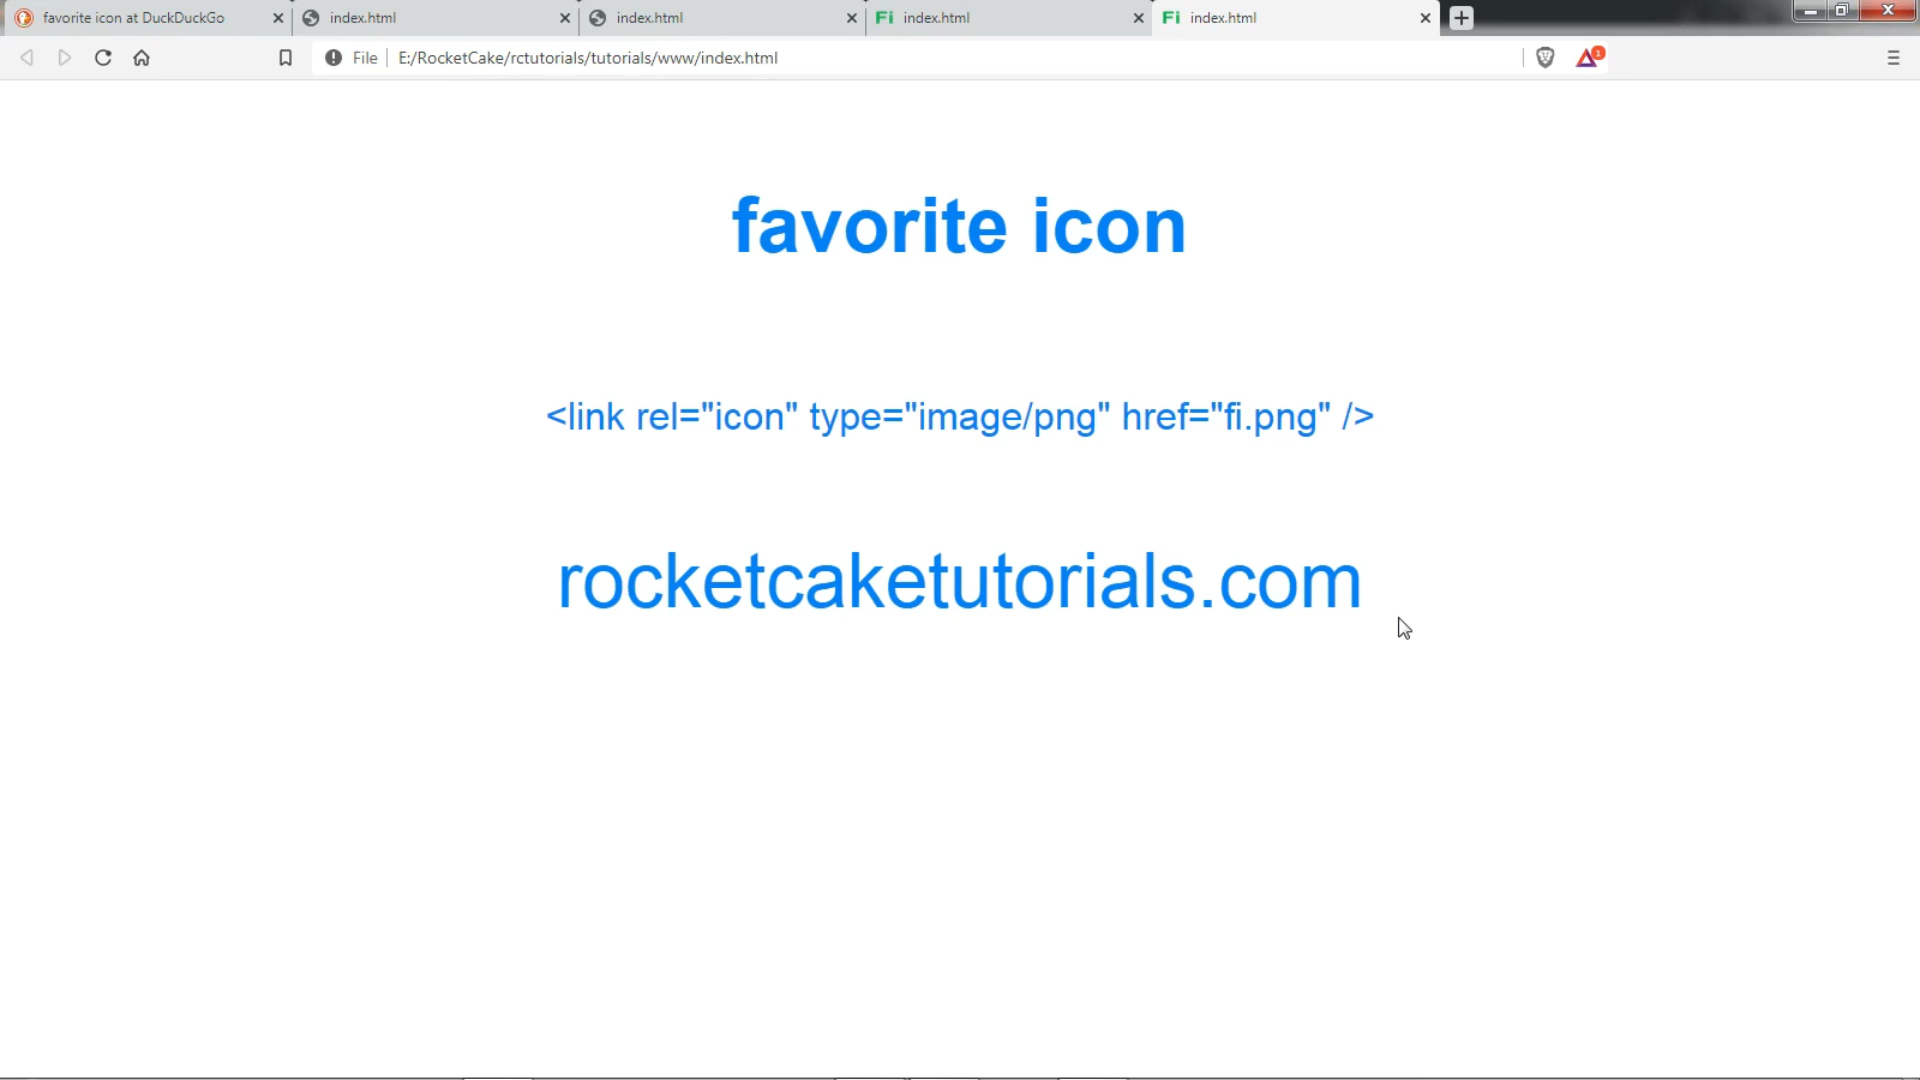 favorite icon at DuckDuckGo
index.html
index.html
Fi index.html
Fi index.html
File E:/RocketCake/rctutorials/tutorials/www/index.html
1
favorite icon
<link rel="icon" type="image/png" href="fi.png" />
rocketcaketutorials.com